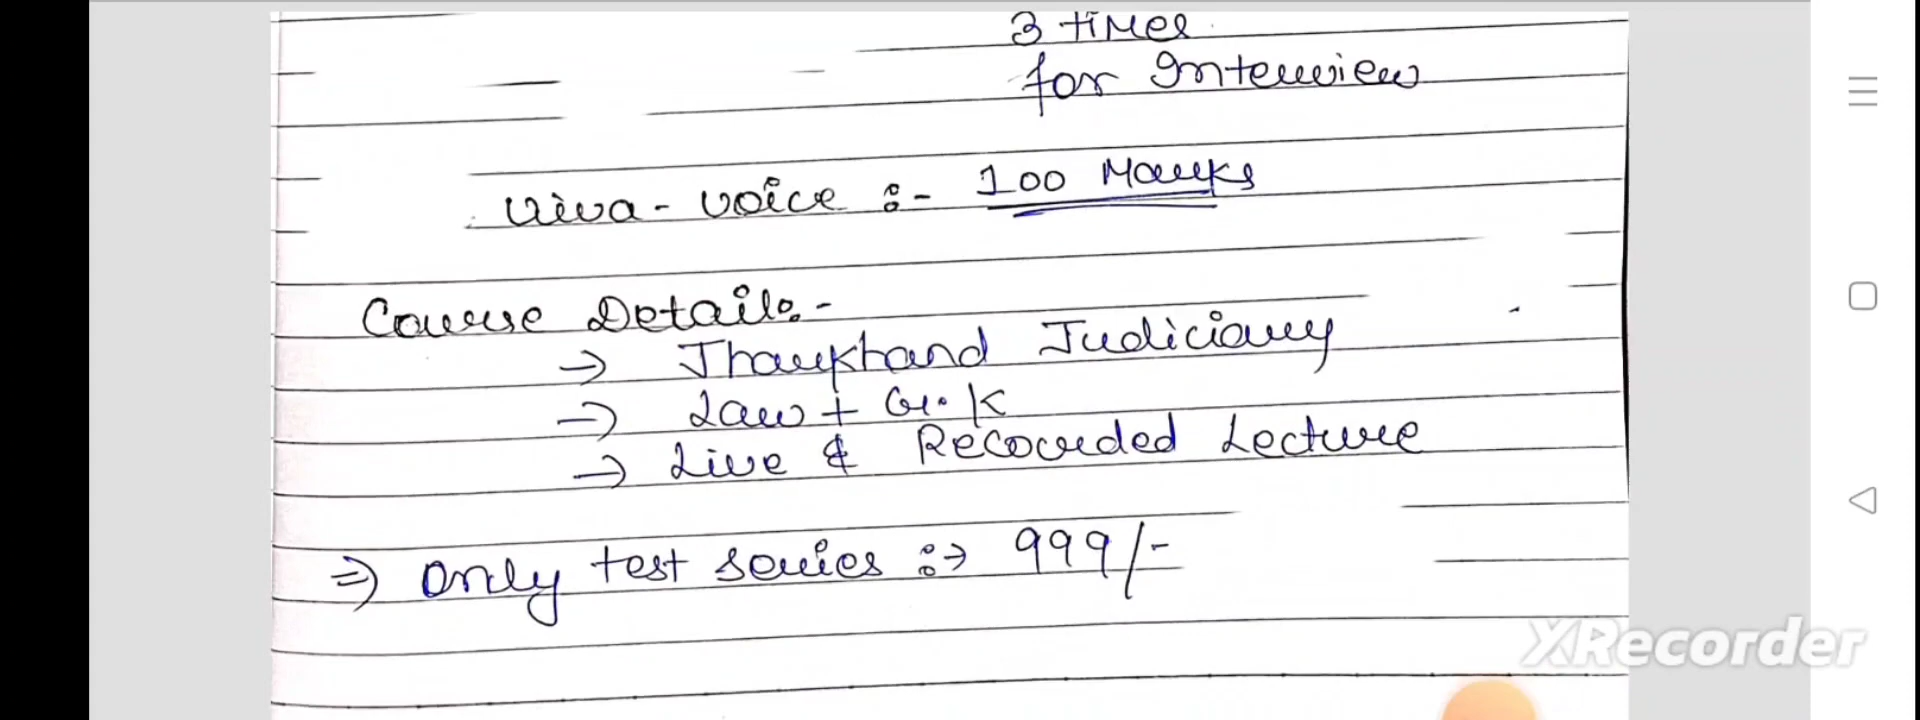 3 times
for Interview
Viva-voice :- 100 Marks
Course Details:-
→ Jharkhand Judiciary
→ Law + G.K
→ Live & Recorded Lecture
⇒ Only test series :→ 999/-
XRecorder